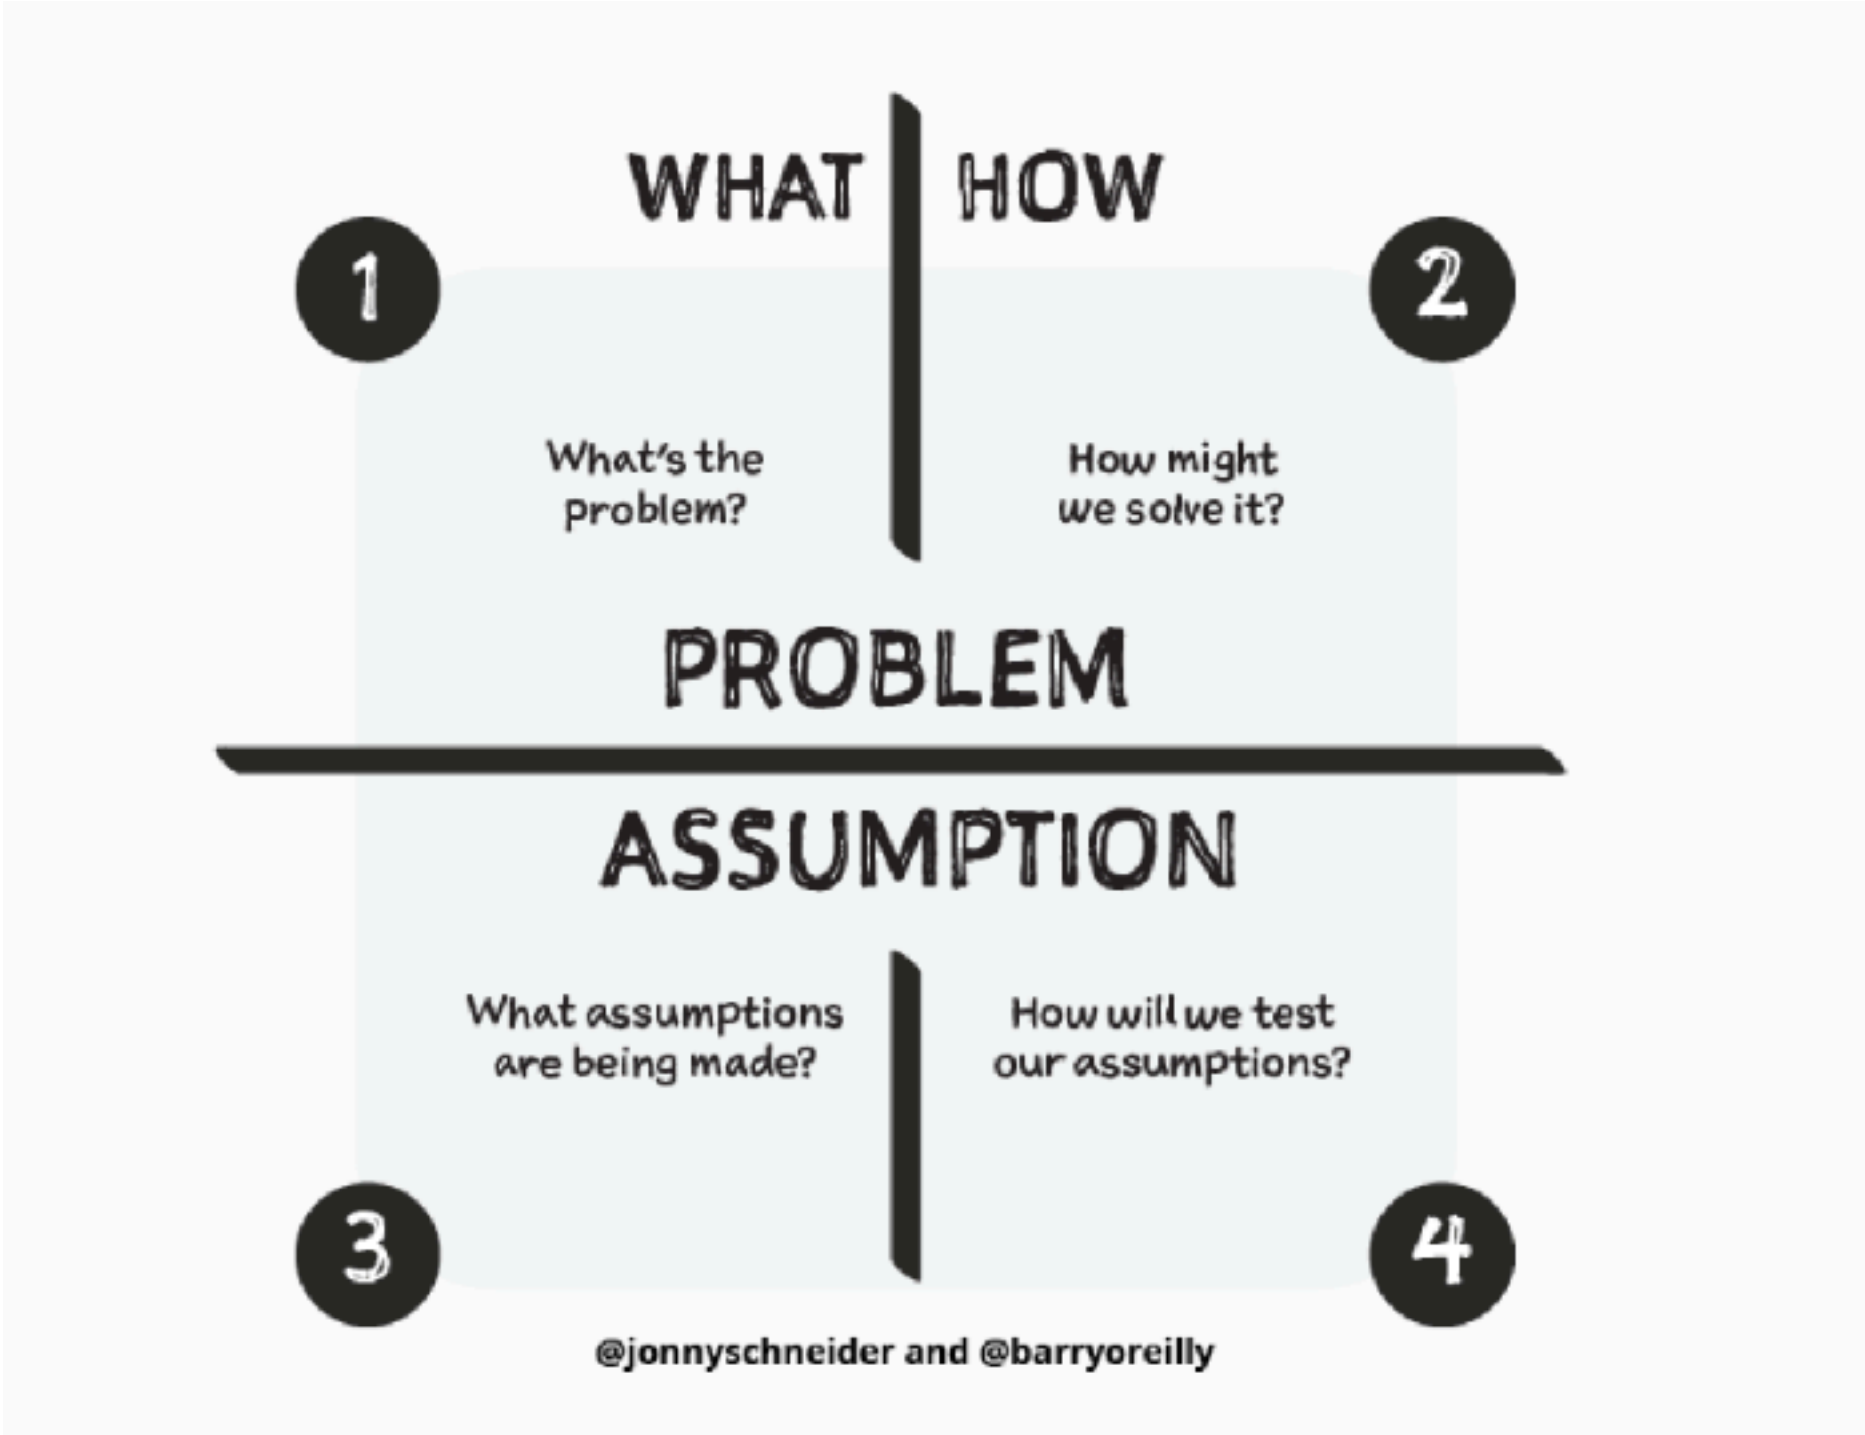 WHAT HOW
1
2
What's the
problem?
How might
we solve it?
PROBLEM
ASSUMPTION
What assumptions
are being made?
How will we test
our assumptions?
3
4
@jonnyschneider and @barryoreilly